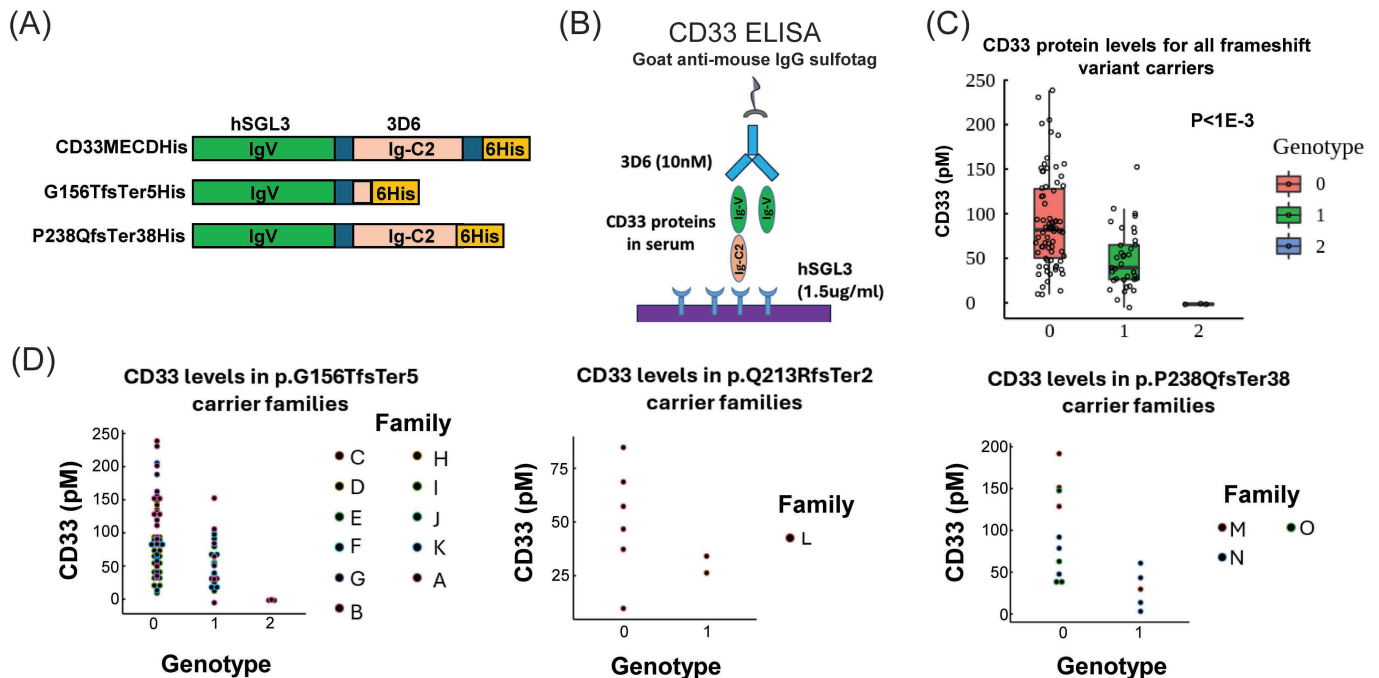 (A)
hSGL3 3D6
CD33MECDHis IgV Ig-C2 6His
G156TfsTer5His IgV 6His
P238QfsTer38His IgV Ig-C2 6His
(B)
CD33 ELISA
Goat anti-mouse IgG sulfotag
3D6 (10nM)
Ig-V Ig-V
CD33 proteins
in serum
Ig-C2
hSGL3
(1.5ug/ml)
(C)
CD33 protein levels for all frameshift
variant carriers
P<1E-3
CD33 (pM)
250
200
150
100
50
0
0 1 2
Genotype
0
1
2
(D)
CD33 levels in p.G156TfsTer5
carrier families
CD33 (pM)
250
200
150
100
50
0
0 1 2
Genotype
Family
C H
D I
E J
F K
G A
B
CD33 levels in p.Q213RfsTer2
carrier families
CD33 (pM)
75
50
25
0 1
Genotype
Family
L
CD33 levels in p.P238QfsTer38
carrier families
CD33 (pM)
200
150
100
50
0
0 1
Genotype
Family
M O
N